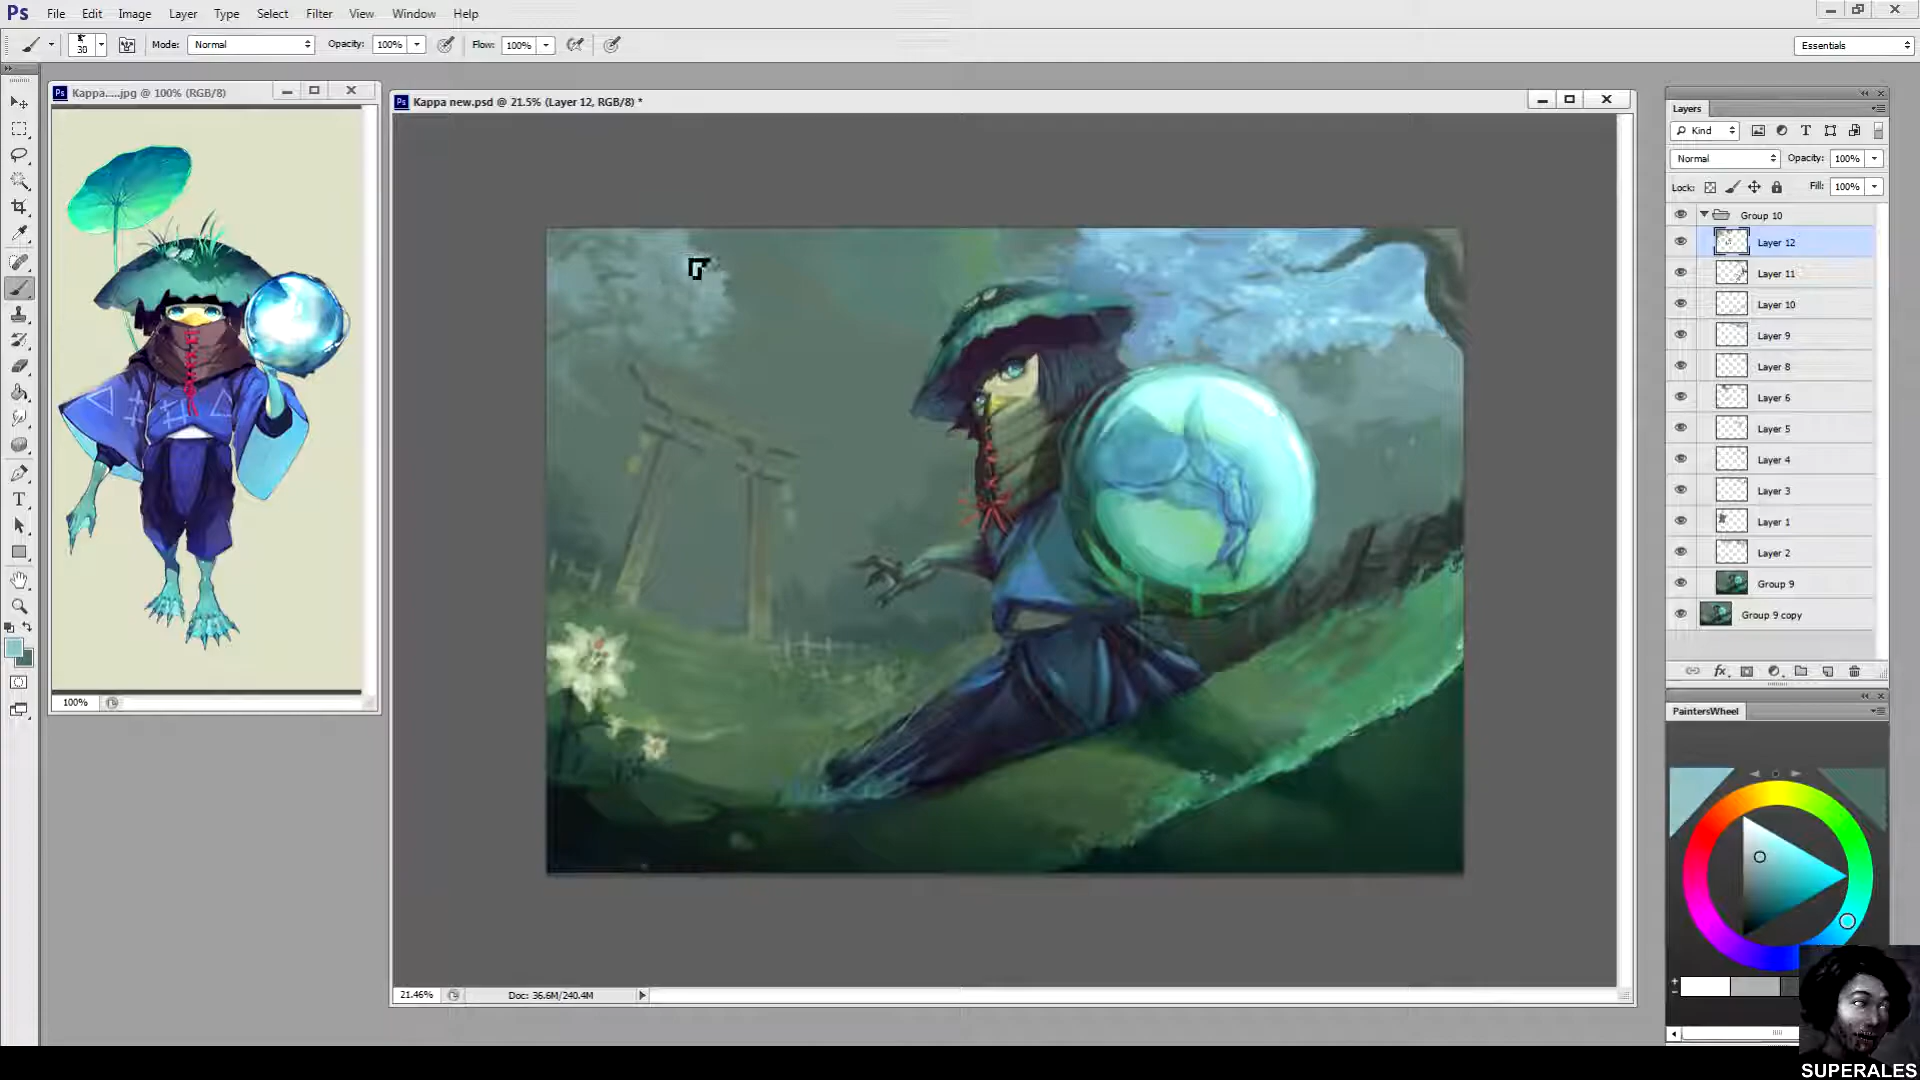 Ps File Edit Image Layer Type Select Filter View Window Help
30 Mode: Normal Opacity: 100% Flow: 100% Essentials
Ps Kappa.....jpg @ 100% (RGB/8)
Ps Kappa new.psd @ 21.5% (Layer 12, RGB/8) *
Layers
Kind T
Normal Opacity: 100%
Lock: Fill: 100%
Group 10
Layer 12
Layer 11
Layer 10
Layer 9
Layer 8
Layer 6
Layer 5
Layer 4
Layer 3
Layer 1
Layer 2
Group 9
Group 9 copy
fx
100%
PaintersWheel
21.46% Doc: 36.6M/240.4M
SUPERALES